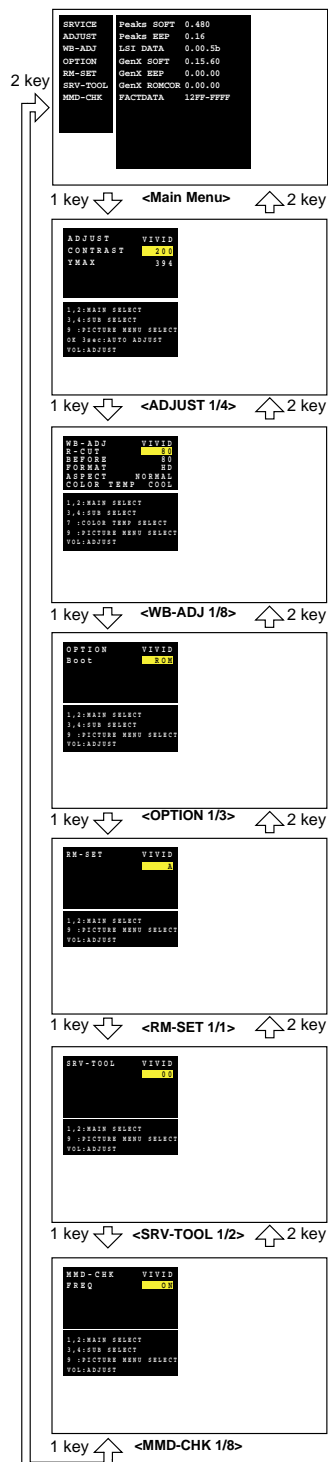 SRVICE Peaks SOFT 0.480
ADJUST Peaks EEP 0.16
WB-ADJ LSI DATA 0.00.5b
OPTION GenX SOFT 0.15.60
RM-SET GenX EEP 0.00.00
SRV-TOOL GenX ROMCOR 0.00.00
MMD-CHK FACTDATA 12FF-FFFF
2 key
1 key <Main Menu> 2 key
ADJUST VIVID
CONTRAST 200
YMAX 394
1,2:MAIN SELECT
3,4:SUB SELECT
9 :PICTURE MENU SELECT
OK 3sec:AUTO ADJUST
VOL:ADJUST
1 key <ADJUST 1/4> 2 key
WB-ADJ VIVID
R-CUT 80
BEFORE 80
FORMAT HD
ASPECT NORMAL
COLOR TEMP COOL
1,2:MAIN SELECT
3,4:SUB SELECT
7 :COLOR TEMP SELECT
9 :PICTURE MENU SELECT
VOL:ADJUST
1 key <WB-ADJ 1/8> 2 key
OPTION VIVID
Boot ROM
1,2:MAIN SELECT
3,4:SUB SELECT
9 :PICTURE MENU SELECT
VOL:ADJUST
1 key <OPTION 1/3> 2 key
RM-SET VIVID
A
1,2:MAIN SELECT
9 :PICTURE MENU SELECT
VOL:ADJUST
1 key <RM-SET 1/1> 2 key
SRV-TOOL VIVID
00
1,2:MAIN SELECT
9 :PICTURE MENU SELECT
VOL:ADJUST
1 key <SRV-TOOL 1/2> 2 key
MMD-CHK VIVID
FREQ ON
1,2:MAIN SELECT
3,4:SUB SELECT
9 :PICTURE MENU SELECT
VOL:ADJUST
1 key <MMD-CHK 1/8>